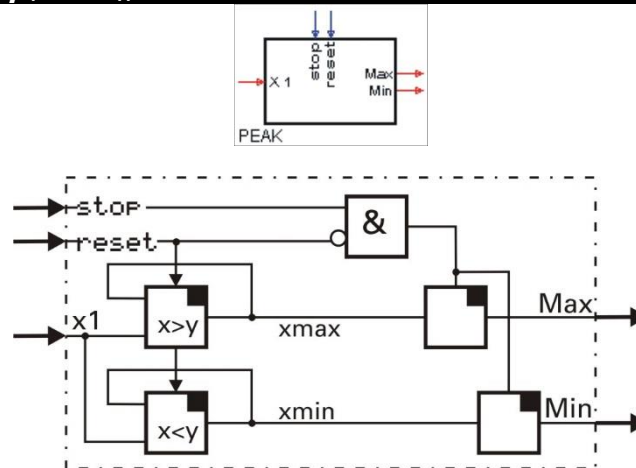 stop
reset
X 1
Max
Min
PEAK
stop
&
reset
x1
x>y
xmax
Max
x<y
xmin
Min